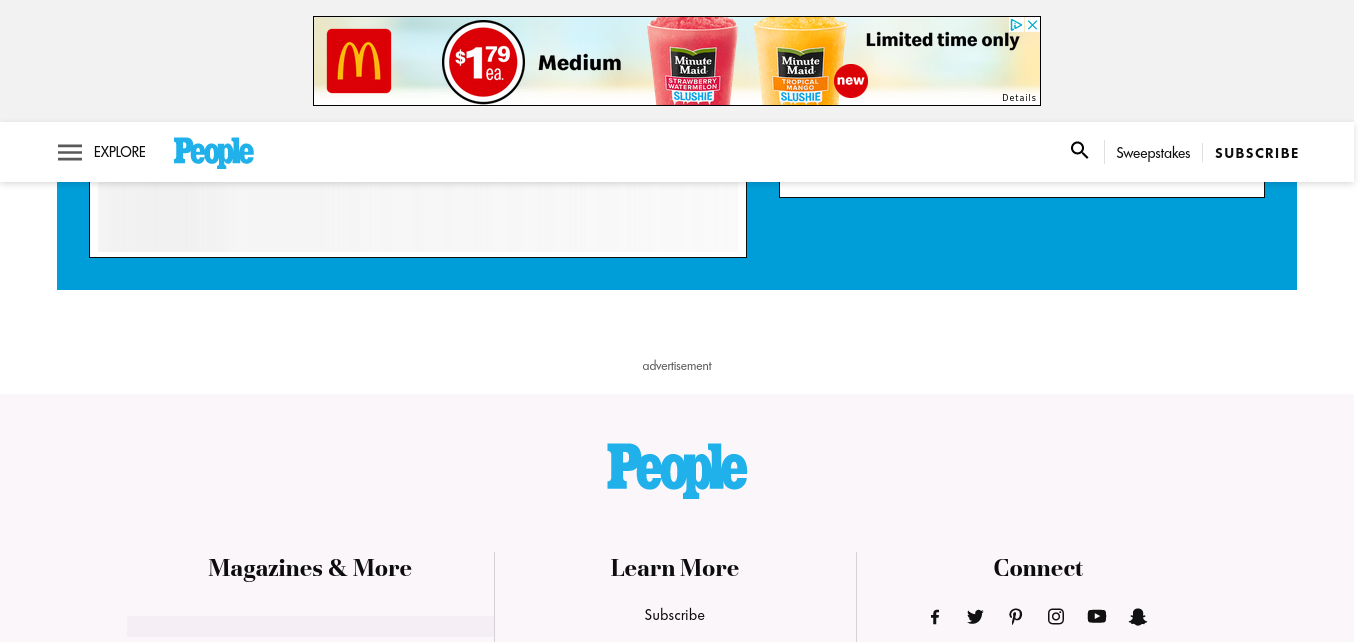 $1.79 ea.
Medium
Minute Maid
STRAWBERRY WATERMELON
SLUSHIE
Minute Maid
TROPICAL MANGO
SLUSHIE
new
Limited time only
Details
EXPLORE
People
Sweepstakes
SUBSCRIBE
advertisement
People
Magazines & More
Learn More
Connect
Subscribe